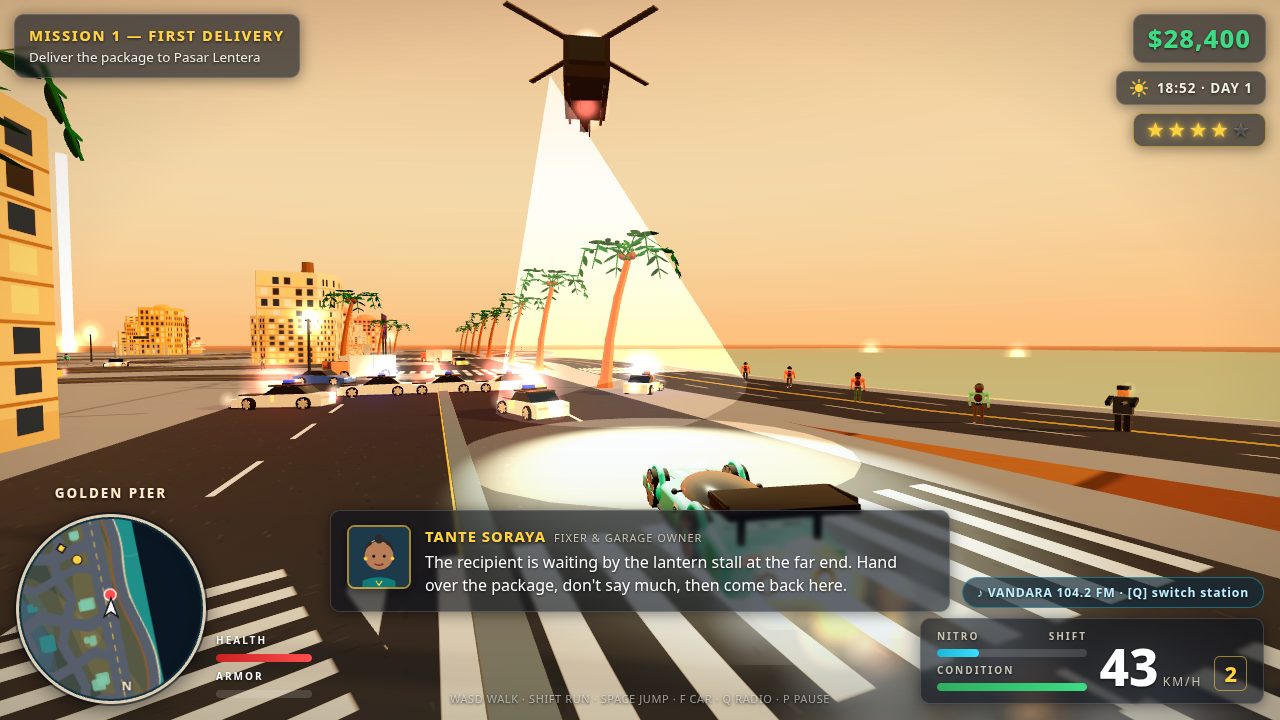 MISSION 1 — FIRST DELIVERY
Deliver the package to Pasar Lentera
$28,400
18:52 · DAY 1
GOLDEN PIER
N
HEALTH
ARMOR
TANTE SORAYA FIXER & GARAGE OWNER
The recipient is waiting by the lantern stall at the far end. Hand
over the package, don't say much, then come back here.
♪ VANDARA 104.2 FM · [Q] switch station
NITRO SHIFT
CONDITION
43 KM/H 2
WASD WALK · SHIFT RUN · SPACE JUMP · F CAR · Q RADIO · P PAUSE